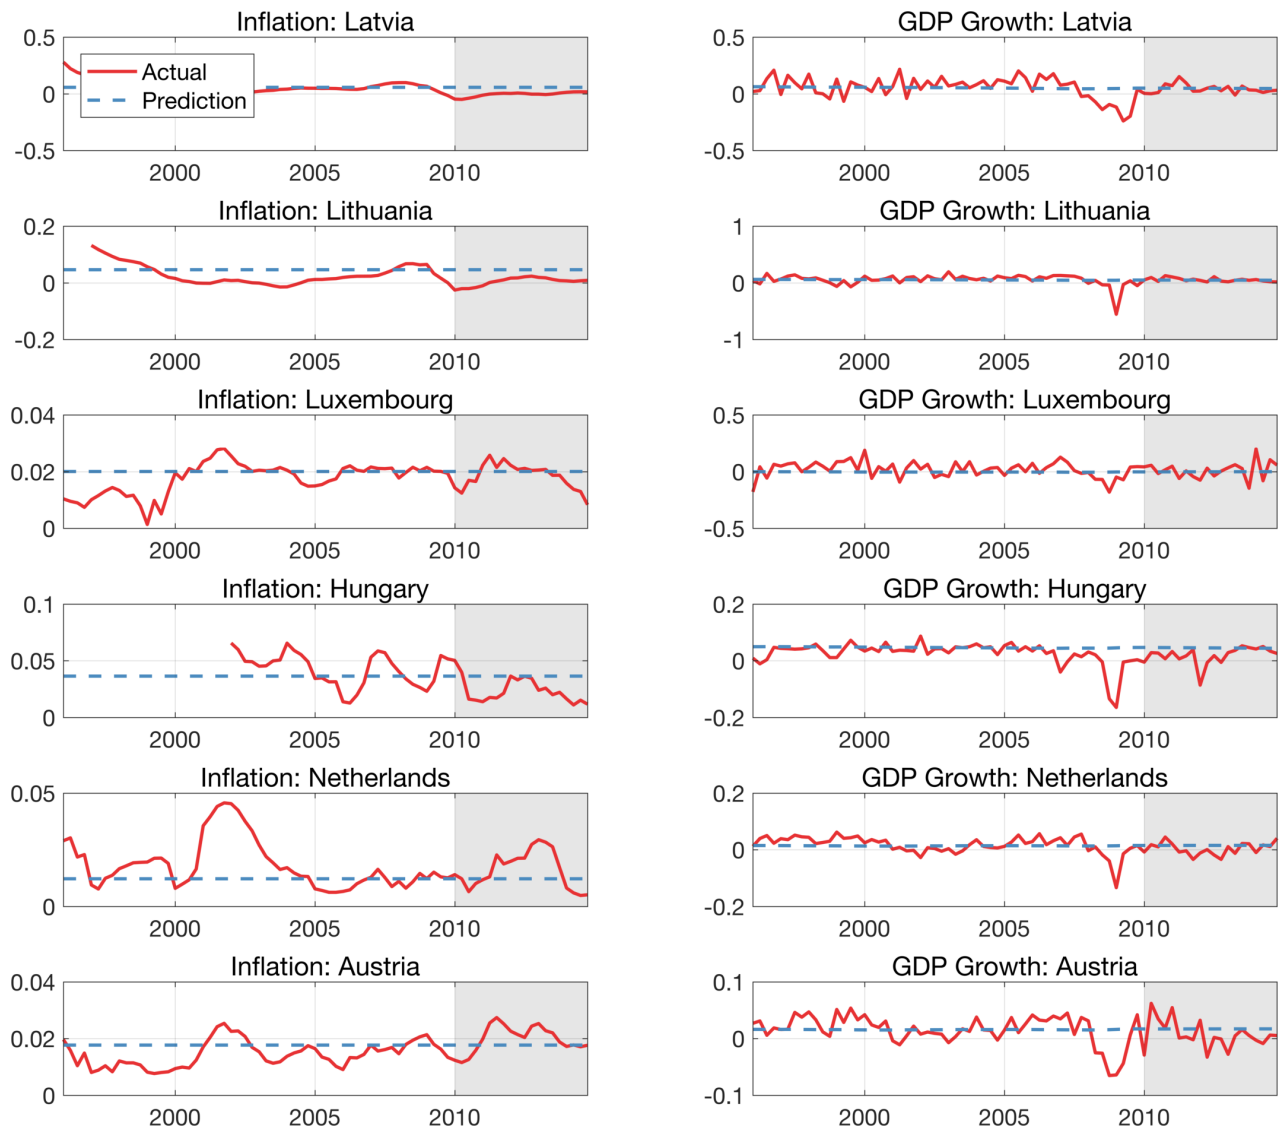 Inflation: Latvia
0.5
0
-0.5
Actual
Prediction
2000 2005 2010
GDP Growth: Latvia
0.5
0
-0.5
2000 2005 2010
Inflation: Lithuania
0.2
0
-0.2
2000 2005 2010
GDP Growth: Lithuania
1
0
-1
2000 2005 2010
Inflation: Luxembourg
0.04
0.02
0
2000 2005 2010
GDP Growth: Luxembourg
0.5
0
-0.5
2000 2005 2010
Inflation: Hungary
0.1
0.05
0
2000 2005 2010
GDP Growth: Hungary
0.2
0
-0.2
2000 2005 2010
Inflation: Netherlands
0.05
0
2000 2005 2010
GDP Growth: Netherlands
0.2
0
-0.2
2000 2005 2010
Inflation: Austria
0.04
0.02
0
2000 2005 2010
GDP Growth: Austria
0.1
0
-0.1
2000 2005 2010